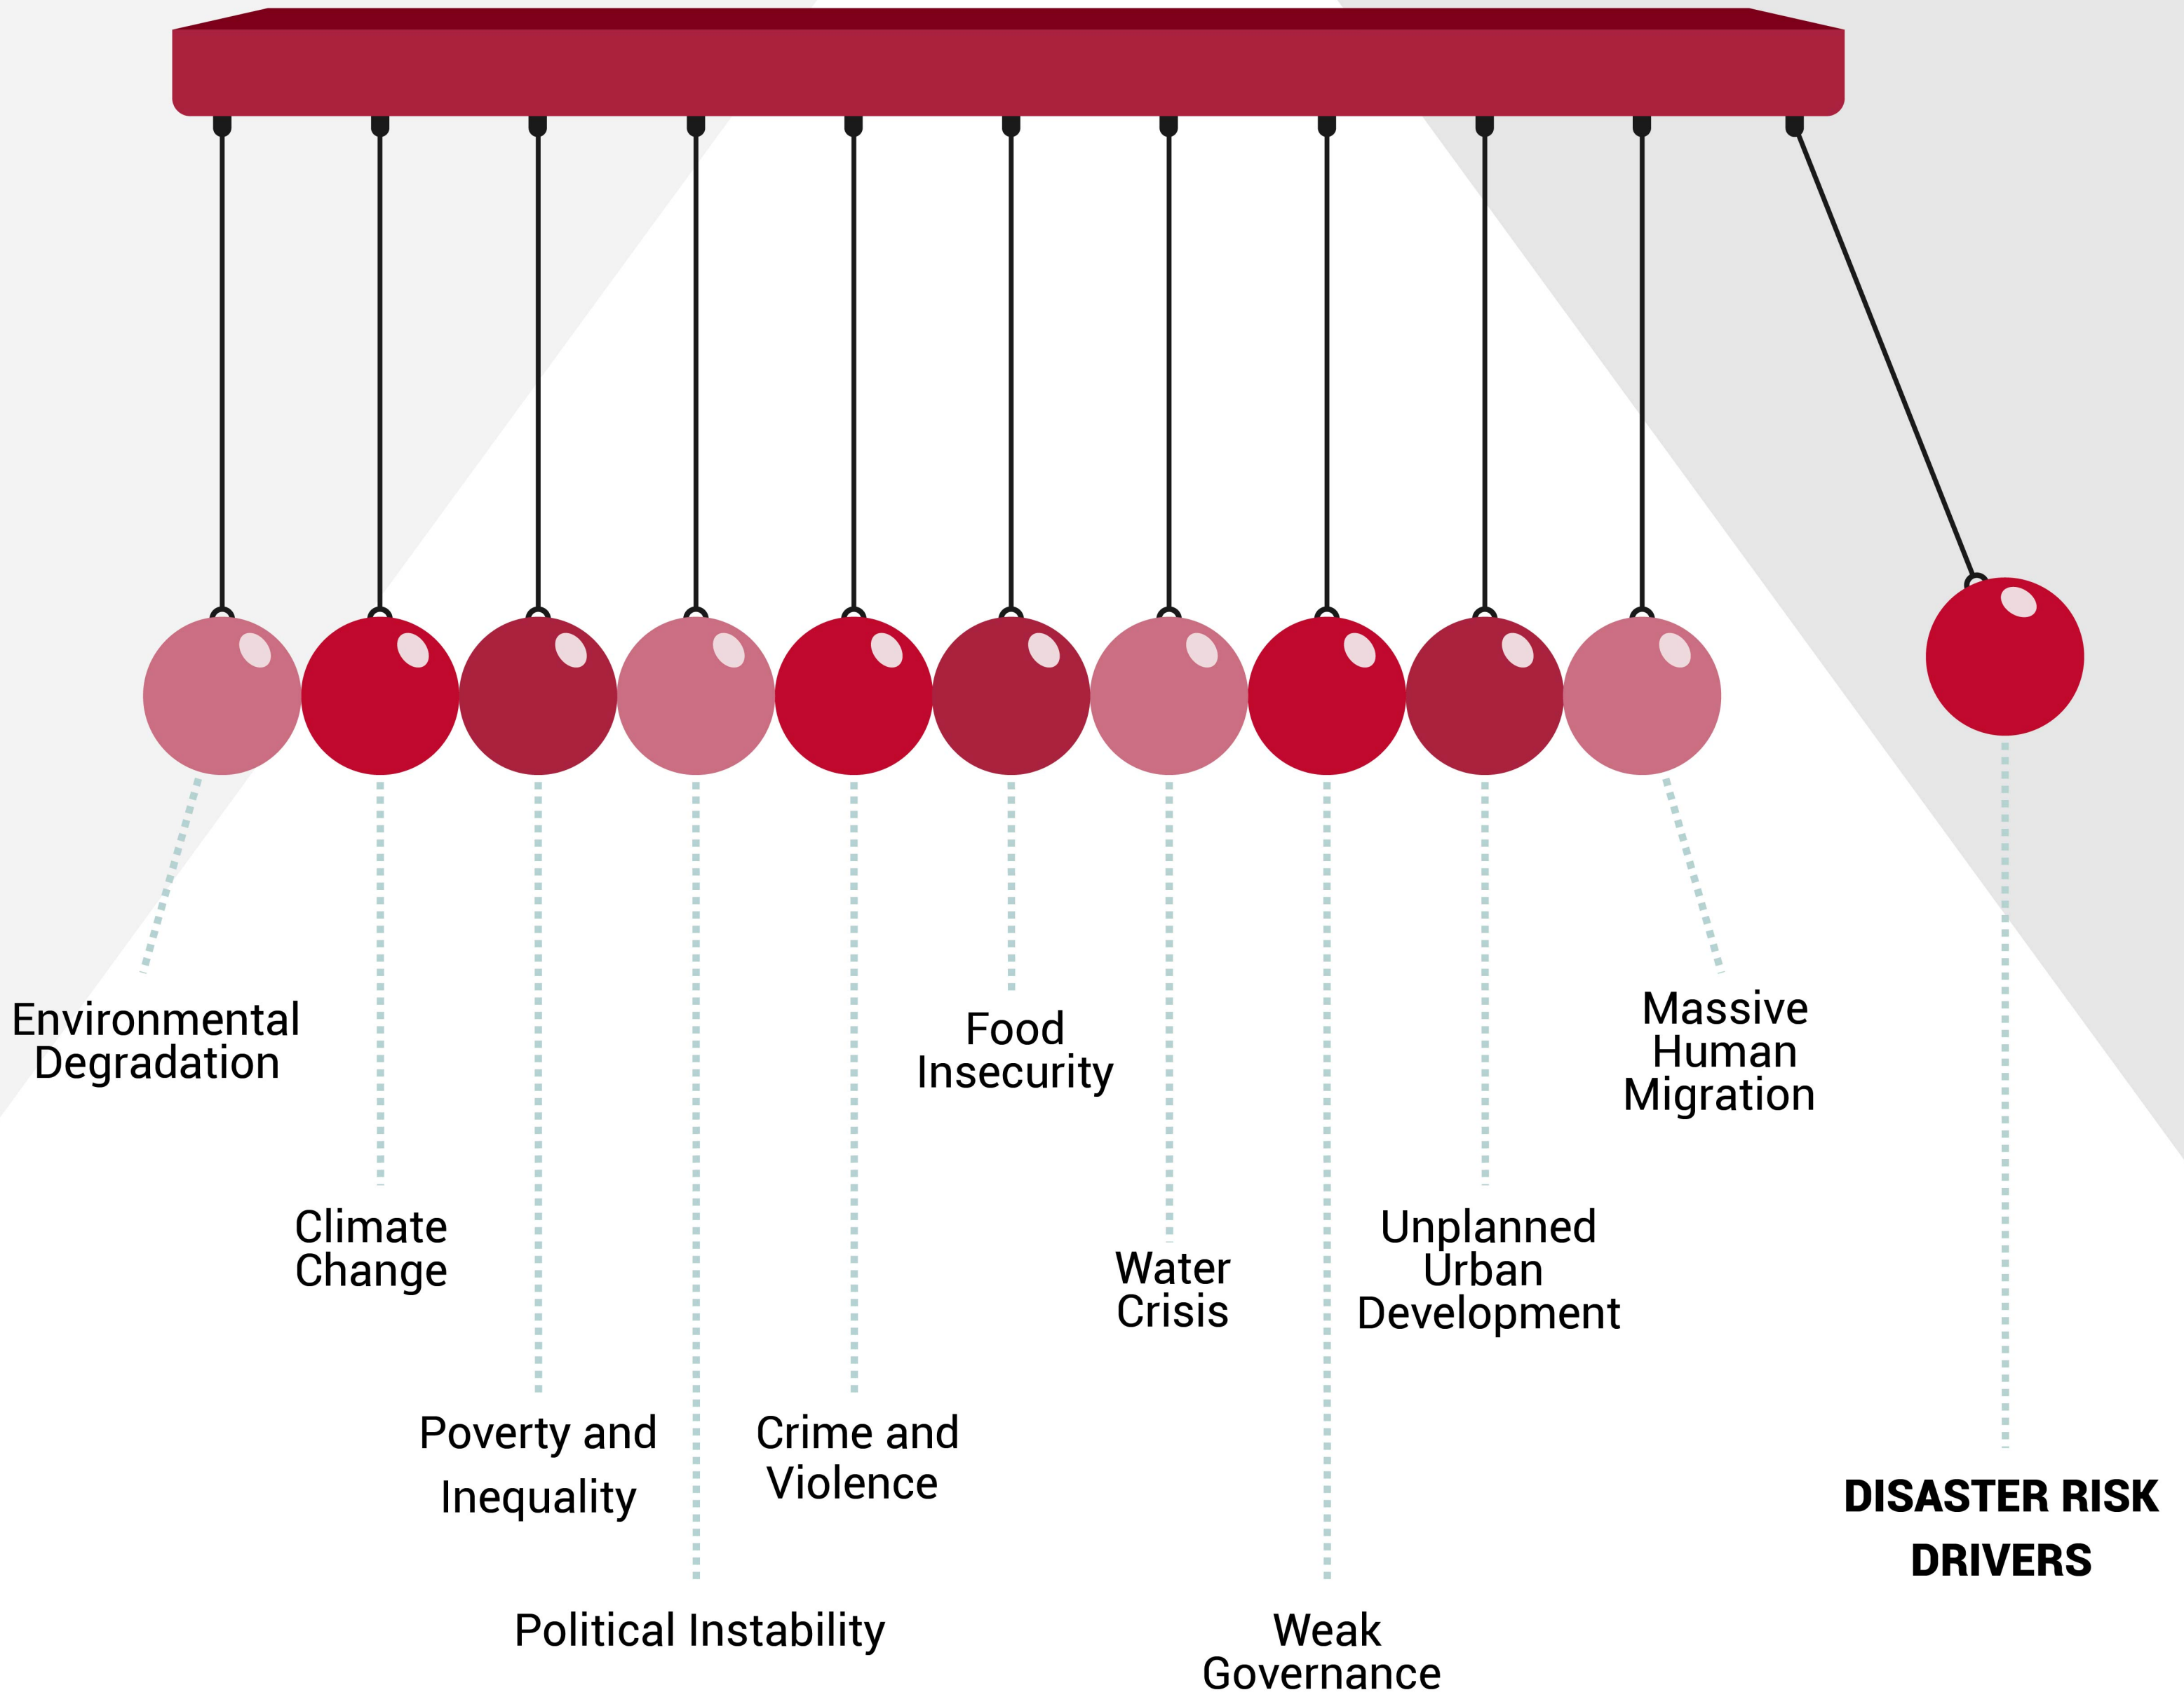 Environmental
Degradation
Climate
Change
Poverty and
Inequality
Political Instability
Crime and
Violence
Food
Insecurity
Water
Crisis
Weak
Governance
Unplanned
Urban
Development
Massive
Human
Migration
DISASTER RISK
DRIVERS